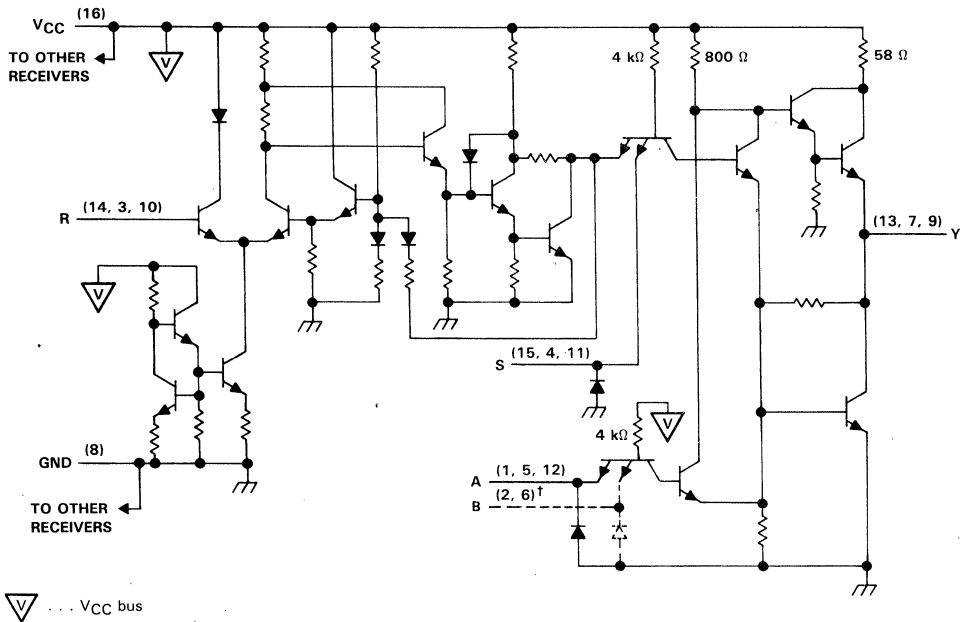 VCC (16)
TO OTHER
RECEIVERS
V
4 kΩ
800 Ω
58 Ω
R (14, 3, 10)
(13, 7, 9) Y
V
S (15, 4, 11)
V
4 kΩ
GND (8)
A (1, 5, 12)
B (2, 6)†
TO OTHER
RECEIVERS
V ... VCC bus